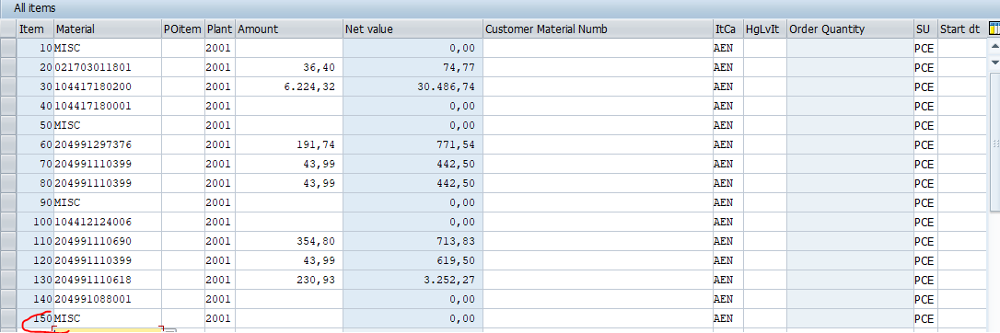 All items
Item Material POitem Plant Amount Net value Customer Material Numb ItCa HgLvIt Order Quantity SU Start dt
10 MISC 2001 0,00 AEN PCE
20 021703011801 2001 36,40 74,77 AEN PCE
30 104417180200 2001 6.224,32 30.486,74 AEN PCE
40 104417180001 2001 0,00 AEN PCE
50 MISC 2001 0,00 AEN PCE
60 204991297376 2001 191,74 771,54 AEN PCE
70 204991110399 2001 43,99 442,50 AEN PCE
80 204991110399 2001 43,99 442,50 AEN PCE
90 MISC 2001 0,00 AEN PCE
100 104412124006 2001 0,00 AEN PCE
110 204991110690 2001 354,80 713,83 AEN PCE
120 204991110399 2001 43,99 619,50 AEN PCE
130 204991110618 2001 230,93 3.252,27 AEN PCE
140 204991088001 2001 0,00 AEN PCE
150 MISC 2001 0,00 AEN PCE